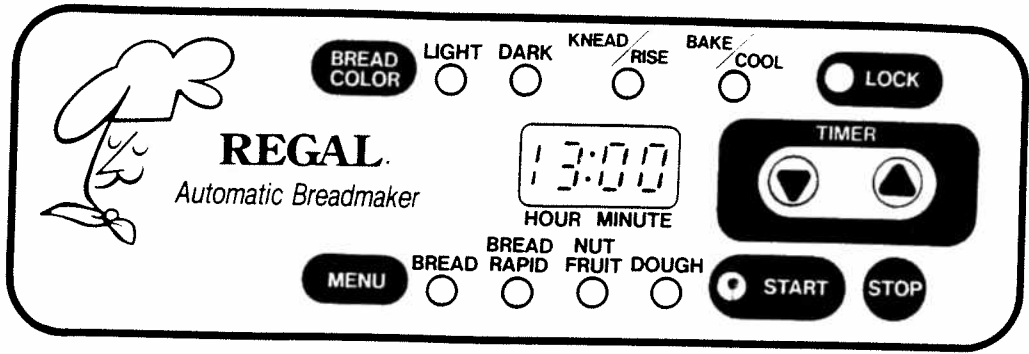 BREAD COLOR
LIGHT
DARK
KNEAD/RISE
BAKE/COOL
LOCK
REGAL.
Automatic Breadmaker
13:00
HOUR MINUTE
TIMER
MENU
BREAD
BREAD RAPID
NUT FRUIT
DOUGH
START
STOP